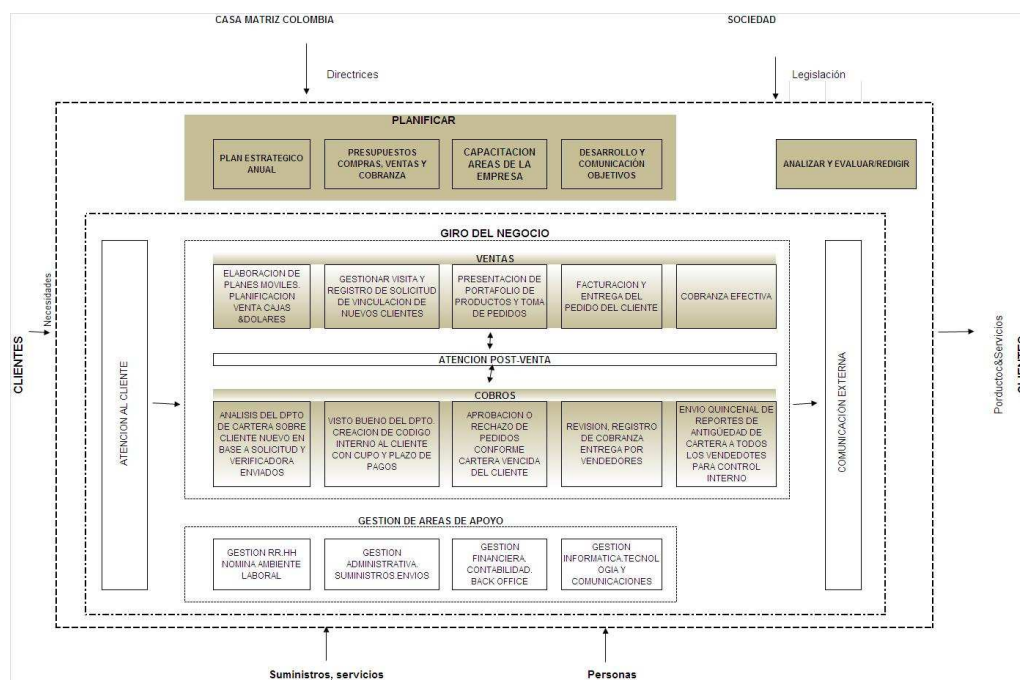 CASA MATRIZ COLOMBIA
SOCIEDAD
Directrices
Legislación
PLANIFICAR
PLAN ESTRATEGICO
ANUAL
PRESUPUESTOS
COMPRAS, VENTAS Y
COBRANZA
CAPACITACION
AREAS DE LA
EMPRESA
DESARROLLO Y
COMUNICACIÓN
OBJETIVOS
ANALIZAR Y EVALUAR/REDIGIR
GIRO DEL NEGOCIO
VENTAS
ELABORACION DE
PLANES MOVILES.
PLANIFICACION
VENTA CAJAS
&DOLARES
GESTIONAR VISITA Y
REGISTRO DE SOLICITUD
DE VINCULACION DE
NUEVOS CLIENTES
PRESENTACION DE
PORTAFOLIO DE
PRODUCTOS Y TOMA
DE PEDIDOS
FACTURACION Y
ENTREGA DEL
PEDIDO DEL CLIENTE
COBRANZA EFECTIVA
ATENCION POST-VENTA
COBROS
ANALISIS DEL DPTO
DE CARTERA SOBRE
CLIENTE NUEVO EN
BASE A SOLICITUD Y
VERIFICADORA
ENVIADOS
VISTO BUENO DEL DPTO.
CREACION DE CODIGO
INTERNO AL CLIENTE
CON CUPO Y PLAZO DE
PAGOS
APROBACION O
RECHAZO DE
PEDIDOS
CONFORME
CARTERA VENCIDA
DEL CLIENTE
REVISION, REGISTRO
DE COBRANZA
ENTREGA POR
VENDEDORES
ENVIO QUINCENAL DE
REPORTES DE
ANTIGÜEDAD DE
CARTERA A TODOS
LOS VENDEDOTES
PARA CONTROL
INTERNO
GESTION DE AREAS DE APOYO
GESTION RR.HH
NOMINA AMBIENTE
LABORAL
GESTION
ADMINISTRATIVA.
SUMINISTROS.ENVIOS
GESTION
FINANCIERA.
CONTABILIDAD.
BACK OFFICE
GESTION
INFORMATICA.TECNOL
OGIA Y
COMUNICACIONES
CLIENTES
Necesidades
ATENCION AL CLIENTE
COMUNICACIÓN EXTERNA
Porductoc&Servicios
CLIENTES
Suministros, servicios
Personas